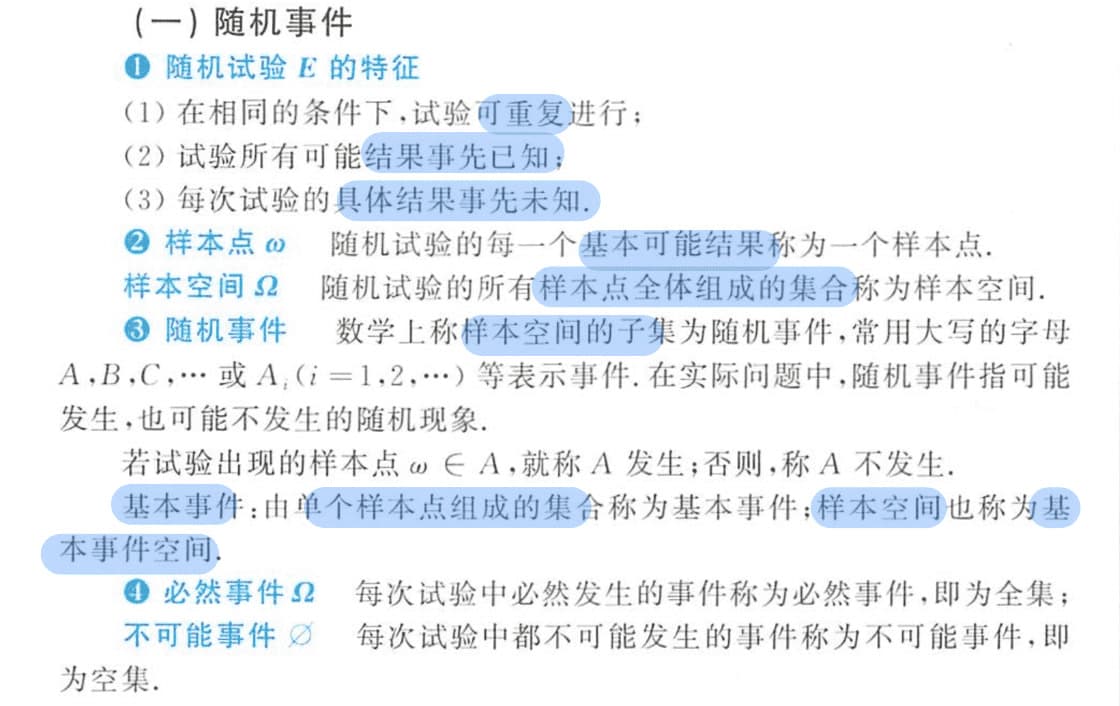 (一) 随机事件
❶ 随机试验 E 的特征
(1) 在相同的条件下,试验可重复进行;
(2) 试验所有可能结果事先已知;
(3) 每次试验的具体结果事先未知.
❷ 样本点 ω 随机试验的每一个基本可能结果称为一个样本点.
样本空间 Ω 随机试验的所有样本点全体组成的集合称为样本空间.
❸ 随机事件 数学上称样本空间的子集为随机事件,常用大写的字母
A,B,C,⋯ 或 Aᵢ(i=1,2,⋯) 等表示事件.在实际问题中,随机事件指可能
发生,也可能不发生的随机现象.
若试验出现的样本点 ω ∈ A,就称 A 发生;否则,称 A 不发生.
基本事件:由单个样本点组成的集合称为基本事件;样本空间也称为基
本事件空间.
❹ 必然事件 Ω 每次试验中必然发生的事件称为必然事件,即为全集;
不可能事件 ∅ 每次试验中都不可能发生的事件称为不可能事件,即
为空集.